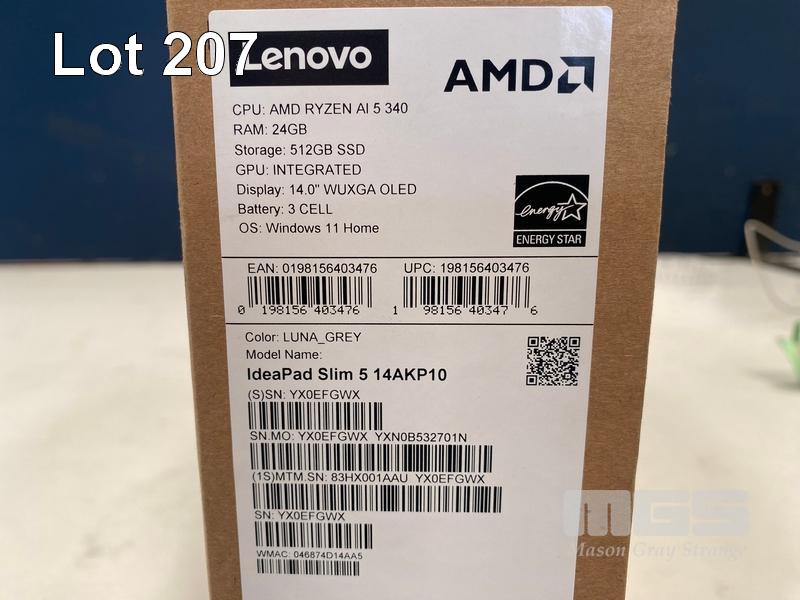 Lot 207
Lenovo
AMD
CPU: AMD RYZEN AI 5 340
RAM: 24GB
Storage: 512GB SSD
GPU: INTEGRATED
Display: 14.0" WUXGA OLED
Battery: 3 CELL
OS: Windows 11 Home
energy
ENERGY STAR
EAN: 0198156403476 UPC: 198156403476
0 198156 403476 1 98156 40347 6
Color: LUNA_GREY
Model Name:
IdeaPad Slim 5 14AKP10
(S)SN: YX0EFGWX
SN.MO: YX0EFGWX YXN0B532701N
(1S)MTM.SN: 83HX001AAU YX0EFGWX
SN: YX0EFGWX
WMAC: 046874D14AA5
MGS
Mason Gray Strange